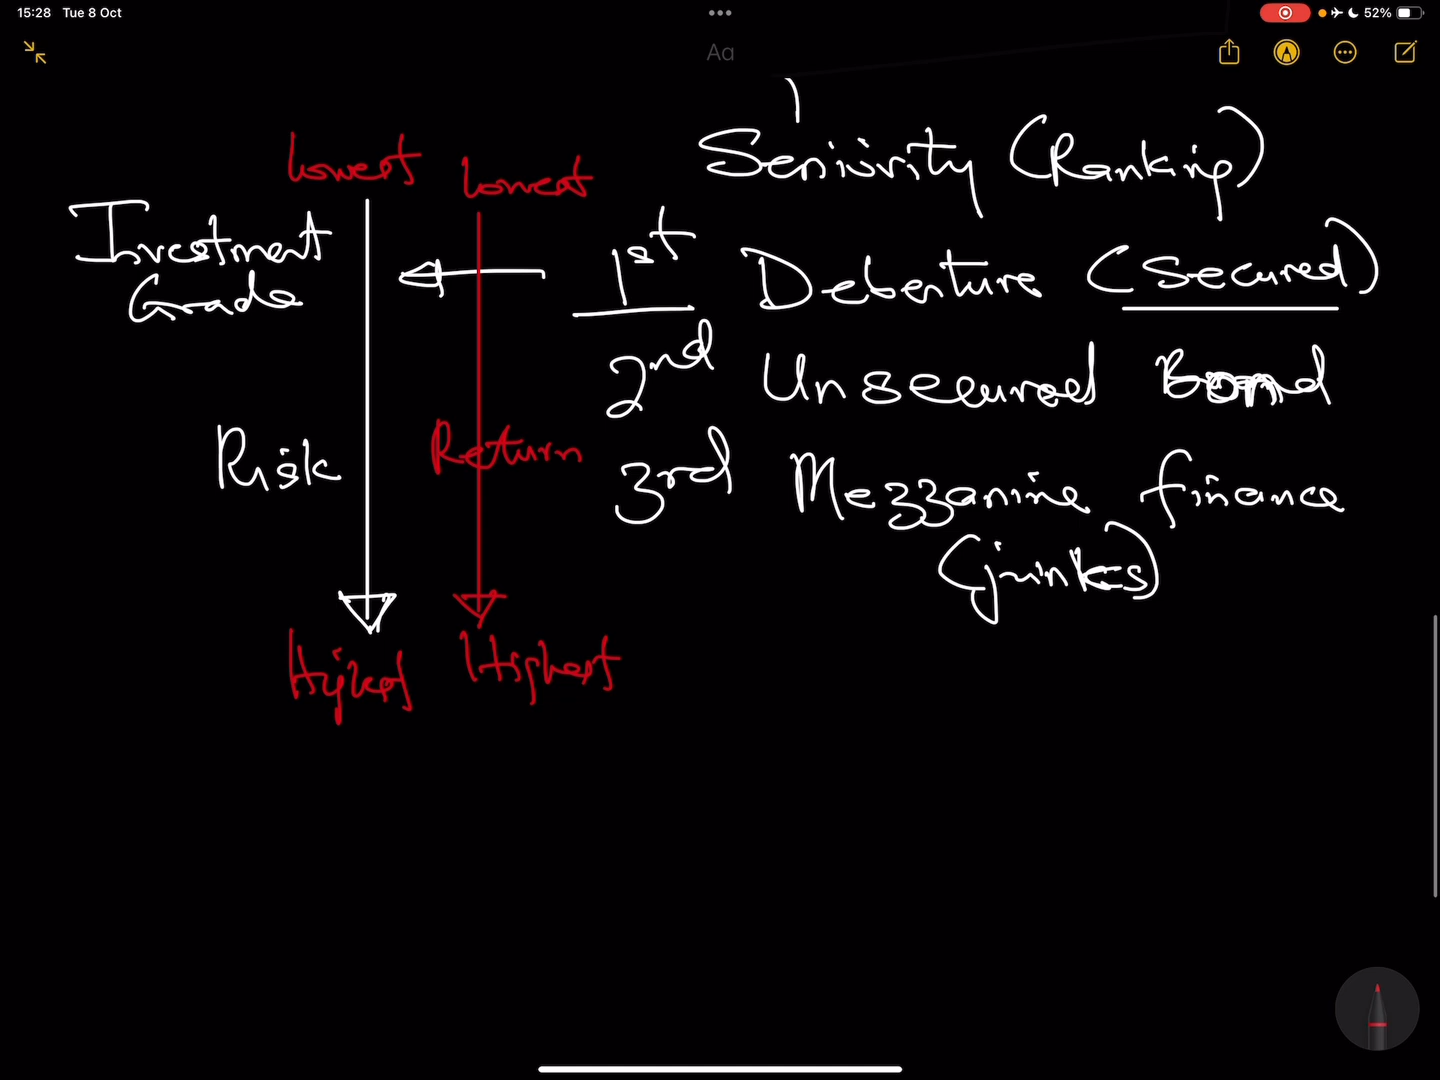 15:28 Tue 8 Oct
52%
Aa
Seniority (Ranking)
lowest lowest
Investment
Grade
1st Debenture (Secured)
2nd Unsecured Bond
Risk Return
3rd Mezzanine finance
(junks)
Highest Highest